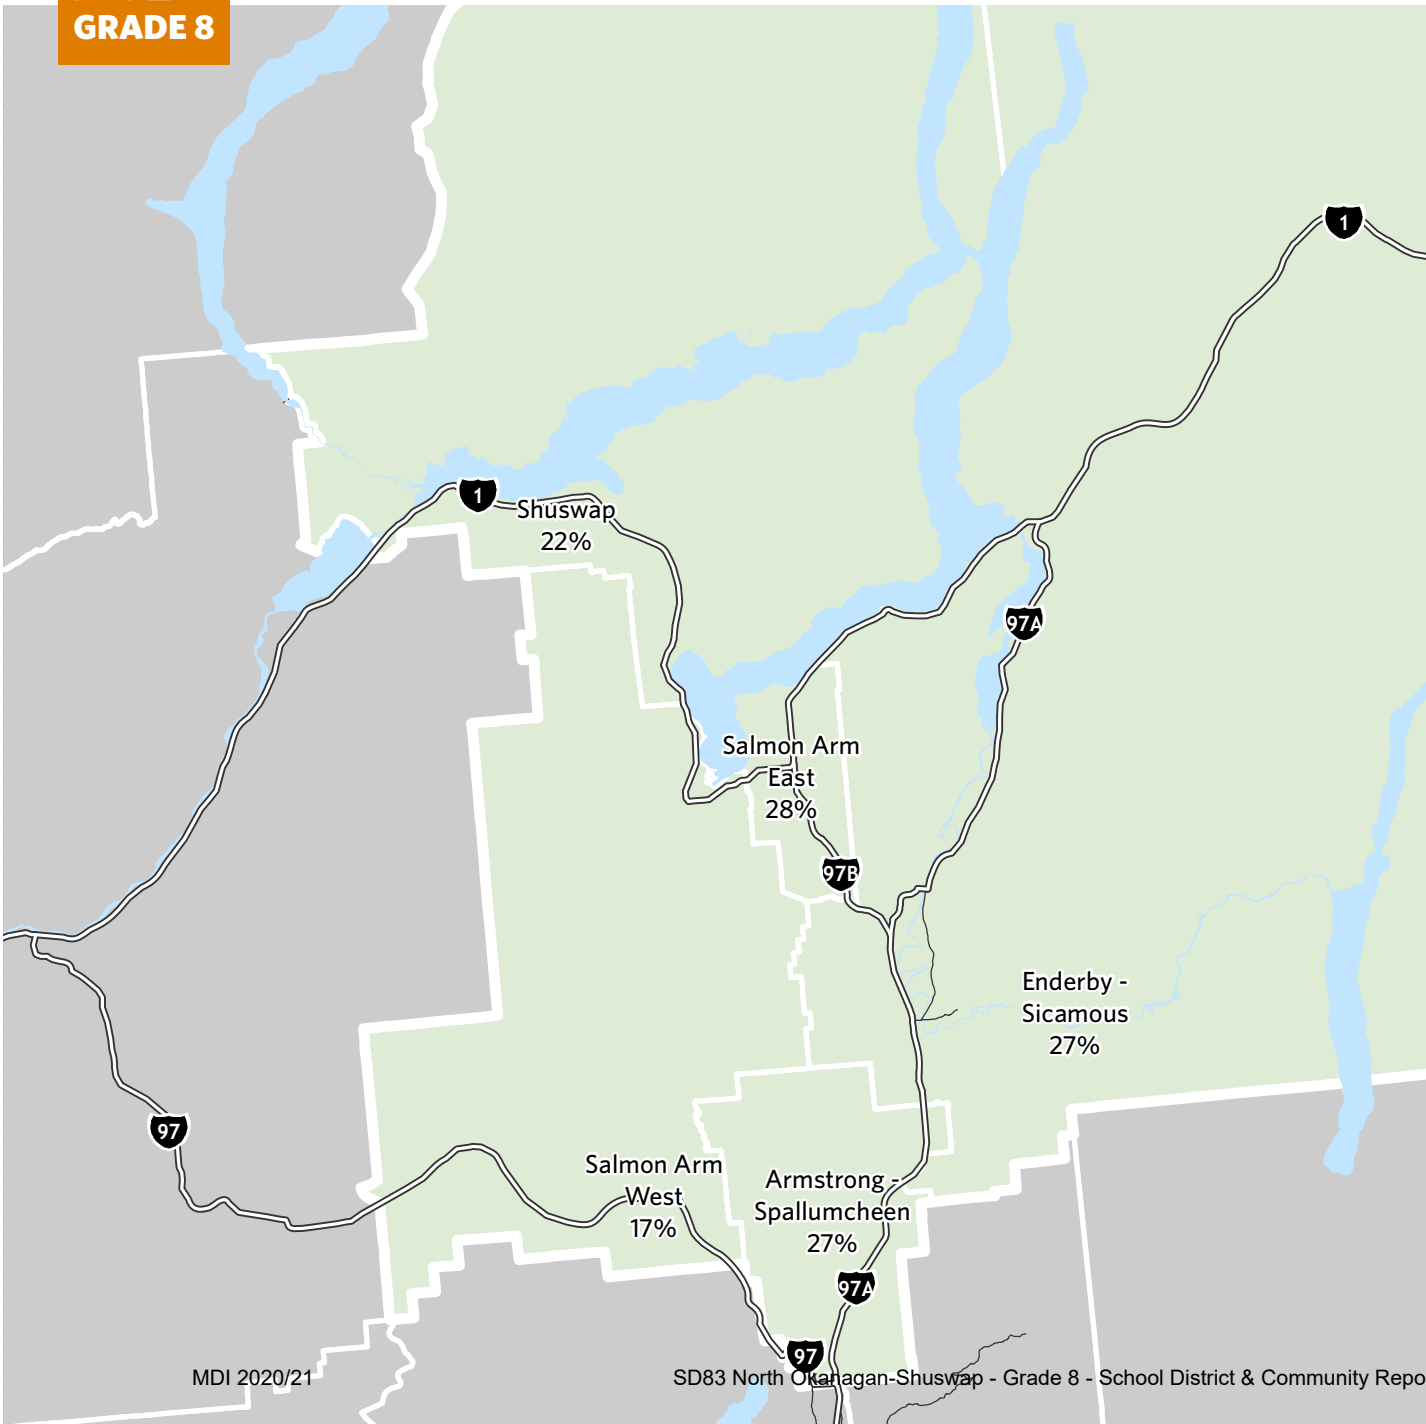 GRADE 8
1
1
Shuswap
22%
97A
Salmon Arm
East
28%
97B
Enderby -
Sicamous
27%
97
Salmon Arm
West
17%
Armstrong -
Spallumcheen
27%
97A
97
MDI 2020/21
SD83 North Okanagan-Shuswap - Grade 8 - School District & Community Repo